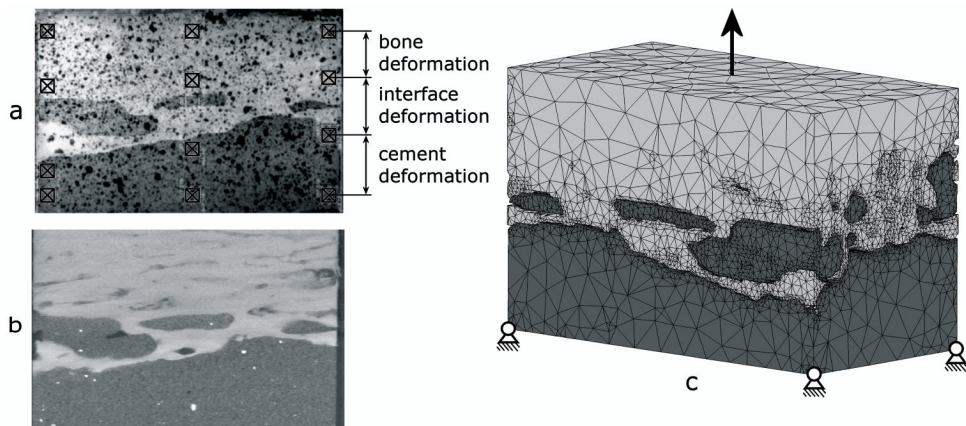 a
bone
deformation
interface
deformation
cement
deformation
b
c